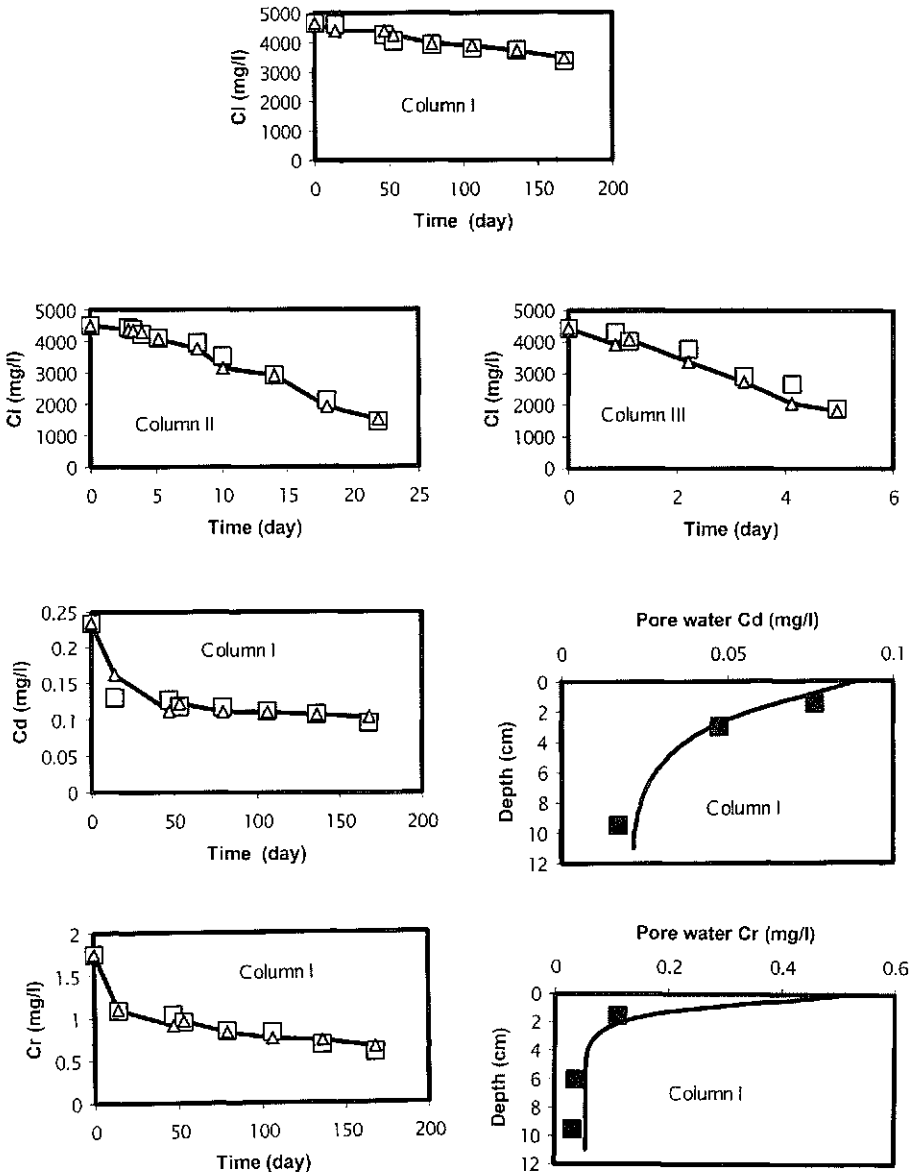 5000
4000
3000
2000
1000
0
Cl (mg/l)
Column I
0 50 100 150 200
Time (day)
5000
4000
3000
2000
1000
0
Cl (mg/l)
Column II
0 5 10 15 20 25
Time (day)
5000
4000
3000
2000
1000
0
Cl (mg/l)
Column III
0 2 4 6
Time (day)
0.25
0.2
0.15
0.1
0.05
0
Cd (mg/l)
Column I
0 50 100 150 200
Time (day)
Pore water Cd (mg/l)
0 0.05 0.1
0
2
4
6
8
10
12
Depth (cm)
Column I
2
1.5
1
0.5
0
Cr (mg/l)
Column I
0 50 100 150 200
Time (day)
Pore water Cr (mg/l)
0 0.2 0.4 0.6
0
2
4
6
8
10
12
Depth (cm)
Column I